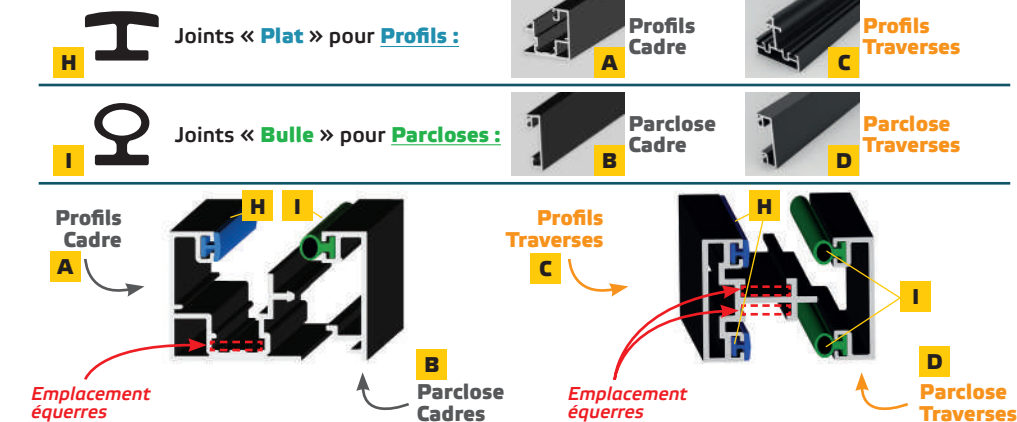 H
Joints « Plat » pour Profils :
A
Profils
Cadre
C
Profils
Traverses
I
Joints « Bulle » pour Parcloses :
B
Parclose
Cadre
D
Parclose
Traverses
Profils
Cadre
A
H
I
Emplacement
équerres
B
Parclose
Cadres
Profils
Traverses
C
H
I
Emplacement
équerres
D
Parclose
Traverses